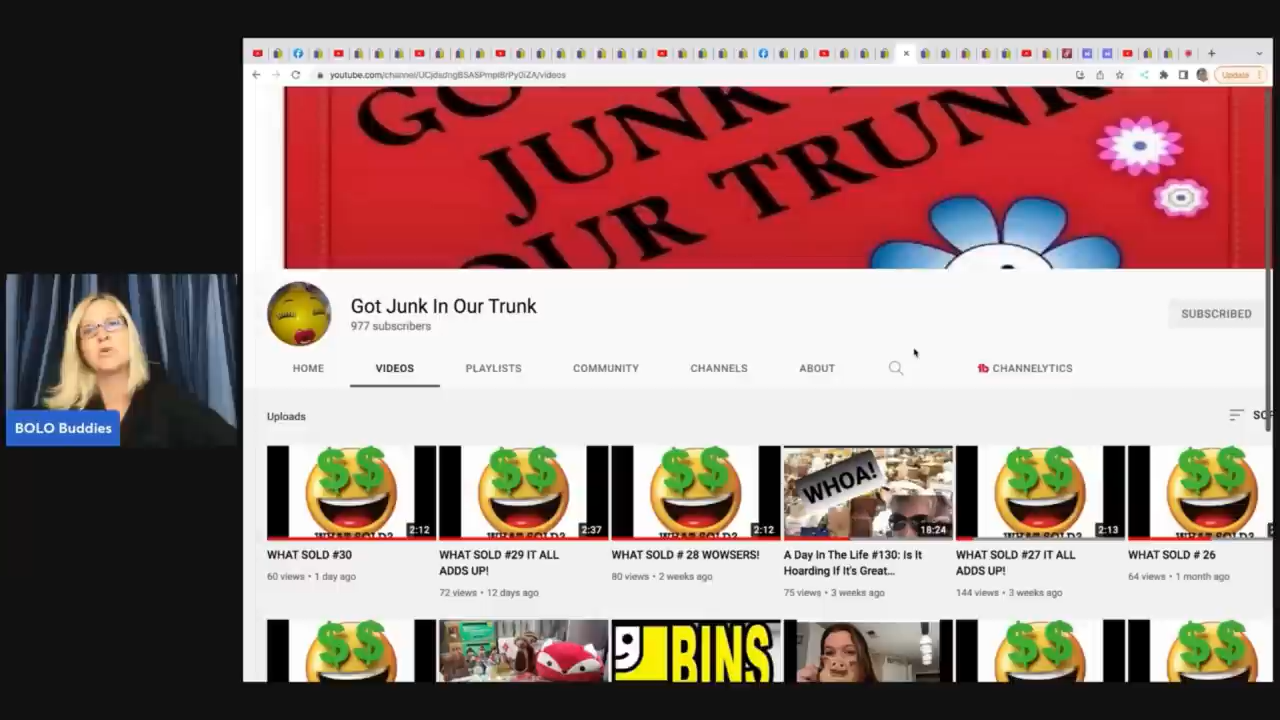 youtube.com/channel/
Update
GO
JUNK
OUR TRUNK
Got Junk In Our Trunk
977 subscribers
SUBSCRIBED
HOME
VIDEOS
PLAYLISTS
COMMUNITY
CHANNELS
ABOUT
CHANNELYTICS
BOLO Buddies
Uploads
WHOA!
2:12
2:37
2:12
18:24
2:13
WHAT SOLD #30
60 views • 1 day ago
WHAT SOLD #29 IT ALL
ADDS UP!
72 views • 12 days ago
WHAT SOLD # 28 WOWSERS!
80 views • 2 weeks ago
A Day In The Life #130: Is It
Hoarding If It's Great...
75 views • 3 weeks ago
WHAT SOLD #27 IT ALL
ADDS UP!
144 views • 3 weeks ago
WHAT SOLD # 26
64 views • 1 month ago
BINS